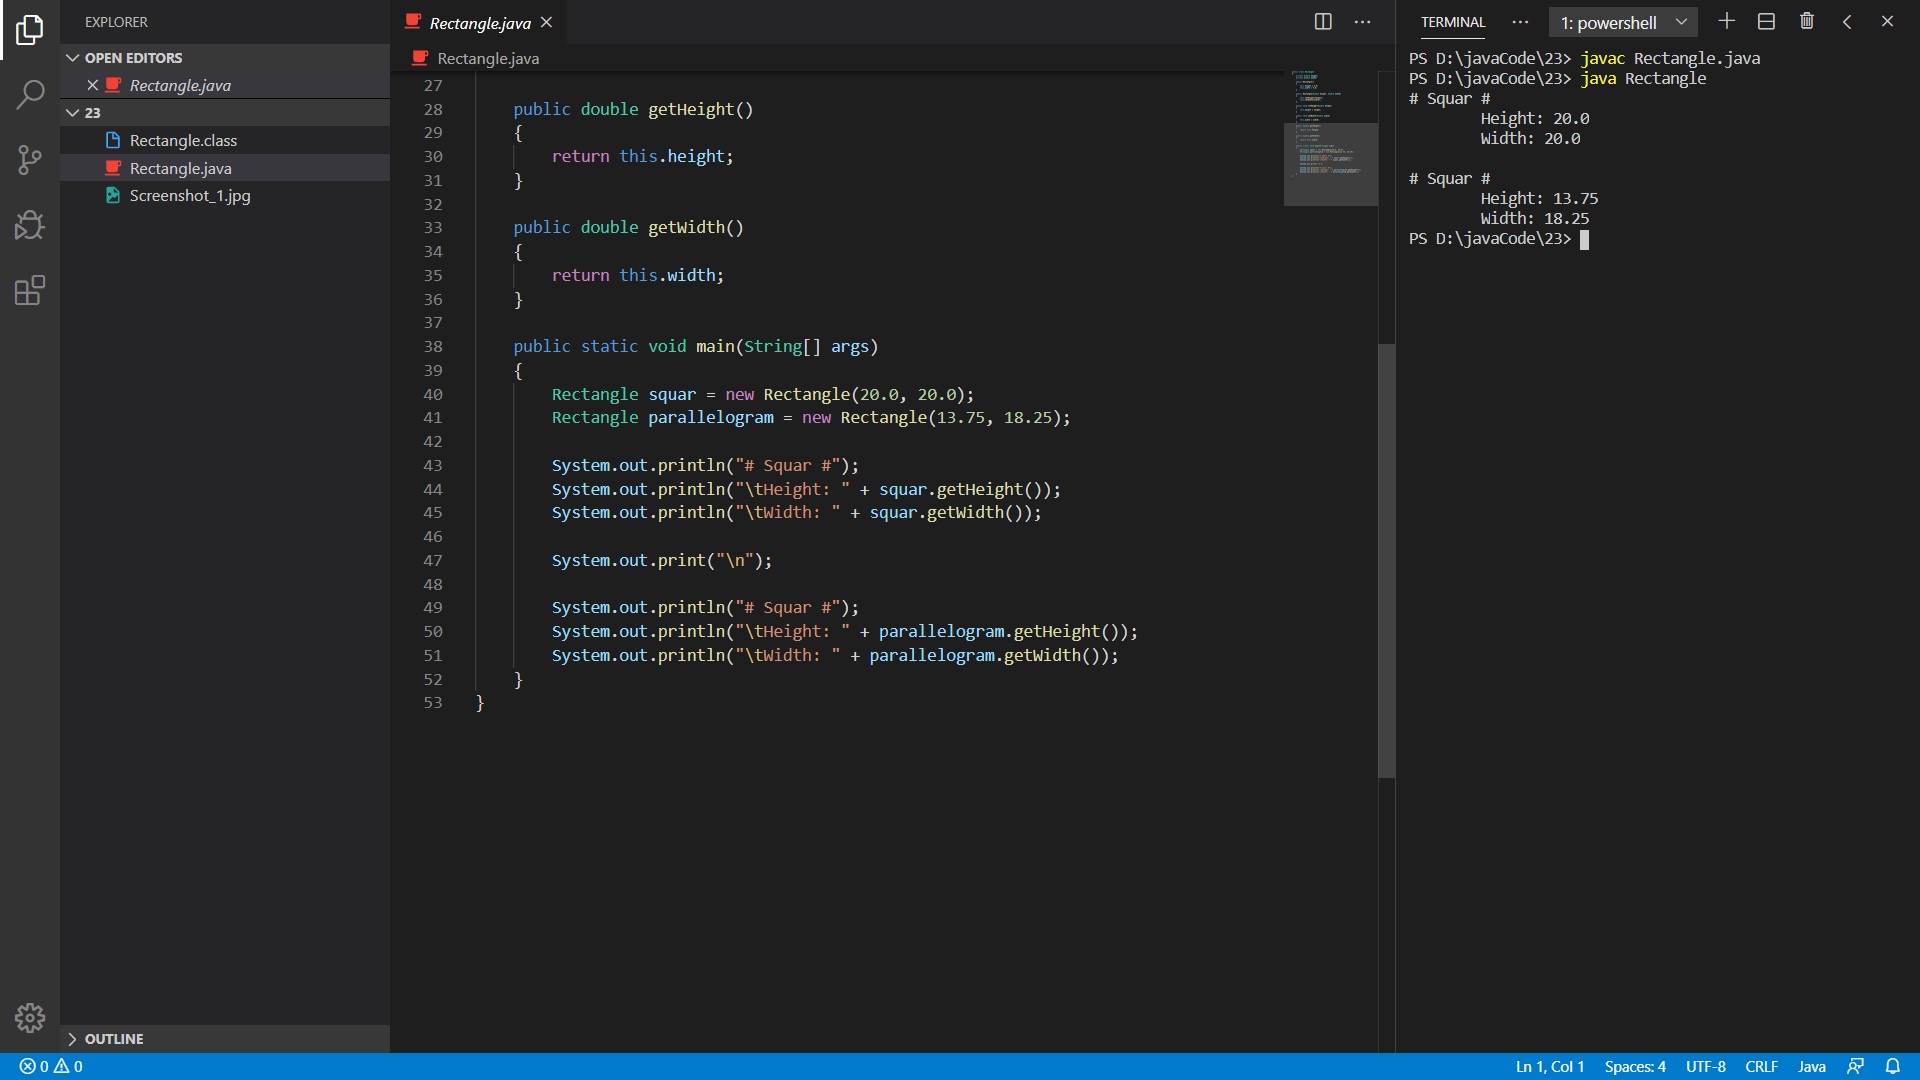 EXPLORER
OPEN EDITORS
Rectangle.java
23
Rectangle.class
Rectangle.java
Screenshot_1.jpg
OUTLINE
Rectangle.java
Rectangle.java
27
28 public double getHeight()
29 {
30 return this.height;
31 }
32
33 public double getWidth()
34 {
35 return this.width;
36 }
37
38 public static void main(String[] args)
39 {
40 Rectangle squar = new Rectangle(20.0, 20.0);
41 Rectangle parallelogram = new Rectangle(13.75, 18.25);
42
43 System.out.println("# Squar #");
44 System.out.println("\tHeight: " + squar.getHeight());
45 System.out.println("\tWidth: " + squar.getWidth());
46
47 System.out.print("\n");
48
49 System.out.println("# Squar #");
50 System.out.println("\tHeight: " + parallelogram.getHeight());
51 System.out.println("\tWidth: " + parallelogram.getWidth());
52 }
53 }
TERMINAL
1: powershell
PS D:\javaCode\23> javac Rectangle.java
PS D:\javaCode\23> java Rectangle
# Squar #
Height: 20.0
Width: 20.0
# Squar #
Height: 13.75
Width: 18.25
PS D:\javaCode\23>
0 0
Ln 1, Col 1 Spaces: 4 UTF-8 CRLF Java